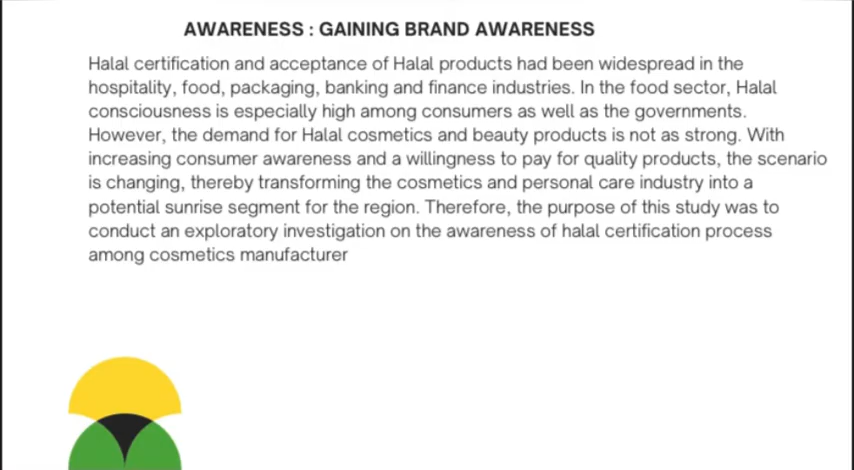 AWARENESS : GAINING BRAND AWARENESS
Halal certification and acceptance of Halal products had been widespread in the
hospitality, food, packaging, banking and finance industries. In the food sector, Halal
consciousness is especially high among consumers as well as the governments.
However, the demand for Halal cosmetics and beauty products is not as strong. With
increasing consumer awareness and a willingness to pay for quality products, the scenario
is changing, thereby transforming the cosmetics and personal care industry into a
potential sunrise segment for the region. Therefore, the purpose of this study was to
conduct an exploratory investigation on the awareness of halal certification process
among cosmetics manufacturer